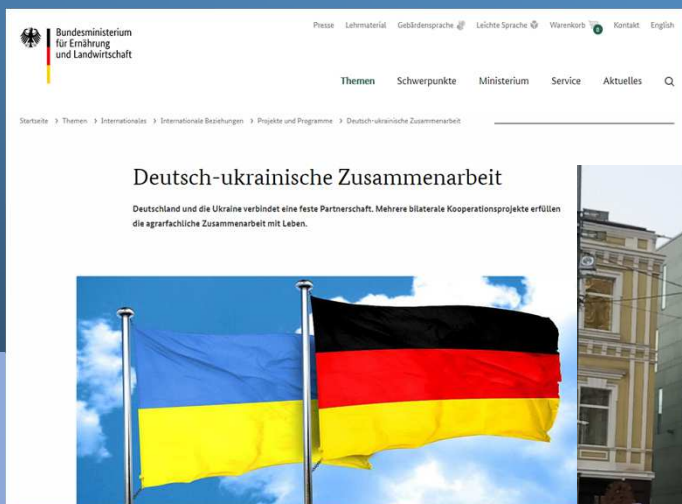 Bundesministerium
für Ernährung
und Landwirtschaft
Presse Lehrmaterial Gebärdensprache Leichte Sprache Warenkorb 0 Kontakt English
Themen Schwerpunkte Ministerium Service Aktuelles
Startseite > Themen > Internationales > Internationale Beziehungen > Projekte und Programme > Deutsch-ukrainische Zusammenarbeit
Deutsch-ukrainische Zusammenarbeit
Deutschland und die Ukraine verbindet eine feste Partnerschaft. Mehrere bilaterale Kooperationsprojekte erfüllen
die agrarfachliche Zusammenarbeit mit Leben.